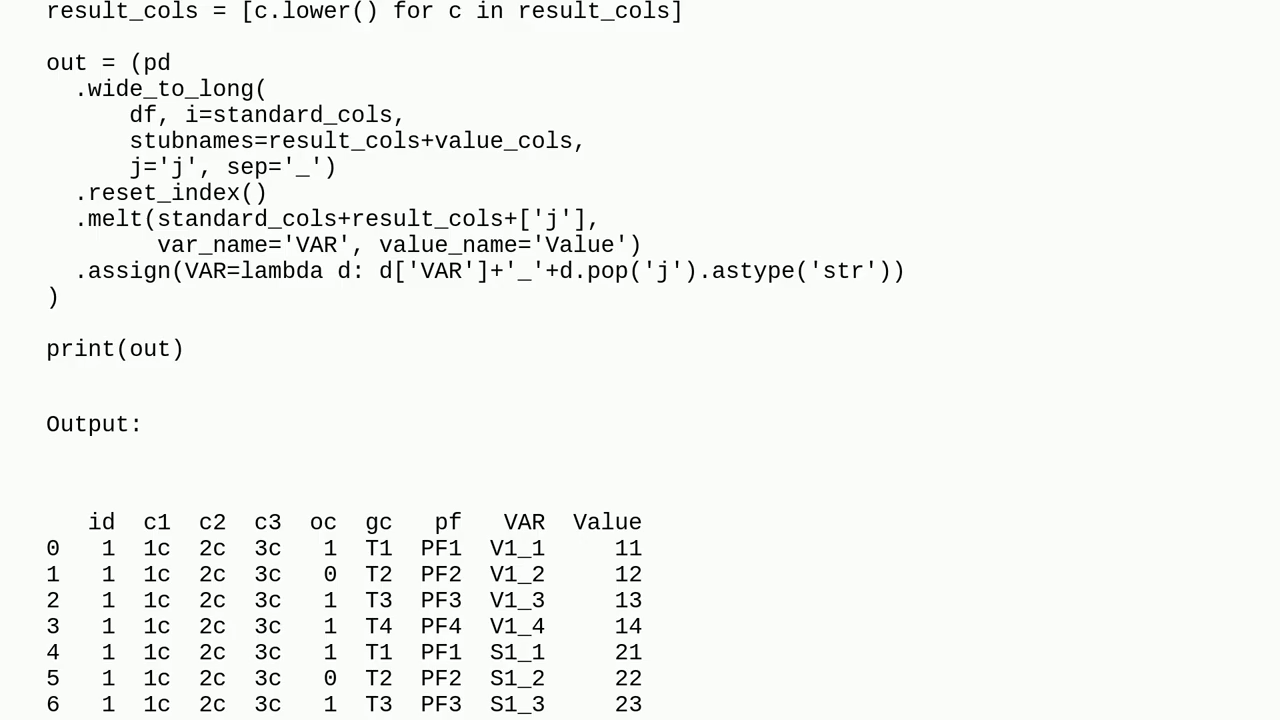 result_cols = [c.lower() for c in result_cols]
out = (pd
  .wide_to_long(
      df, i=standard_cols,
      stubnames=result_cols+value_cols,
      j='j', sep='_')
  .reset_index()
  .melt(standard_cols+result_cols+['j'],
        var_name='VAR', value_name='Value')
  .assign(VAR=lambda d: d['VAR']+'_'+d.pop('j').astype('str'))
)
print(out)
Output:
   id  c1  c2  c3  oc  gc   pf   VAR  Value
0   1  1c  2c  3c   1  T1  PF1  V1_1     11
1   1  1c  2c  3c   0  T2  PF2  V1_2     12
2   1  1c  2c  3c   1  T3  PF3  V1_3     13
3   1  1c  2c  3c   1  T4  PF4  V1_4     14
4   1  1c  2c  3c   1  T1  PF1  S1_1     21
5   1  1c  2c  3c   0  T2  PF2  S1_2     22
6   1  1c  2c  3c   1  T3  PF3  S1_3     23